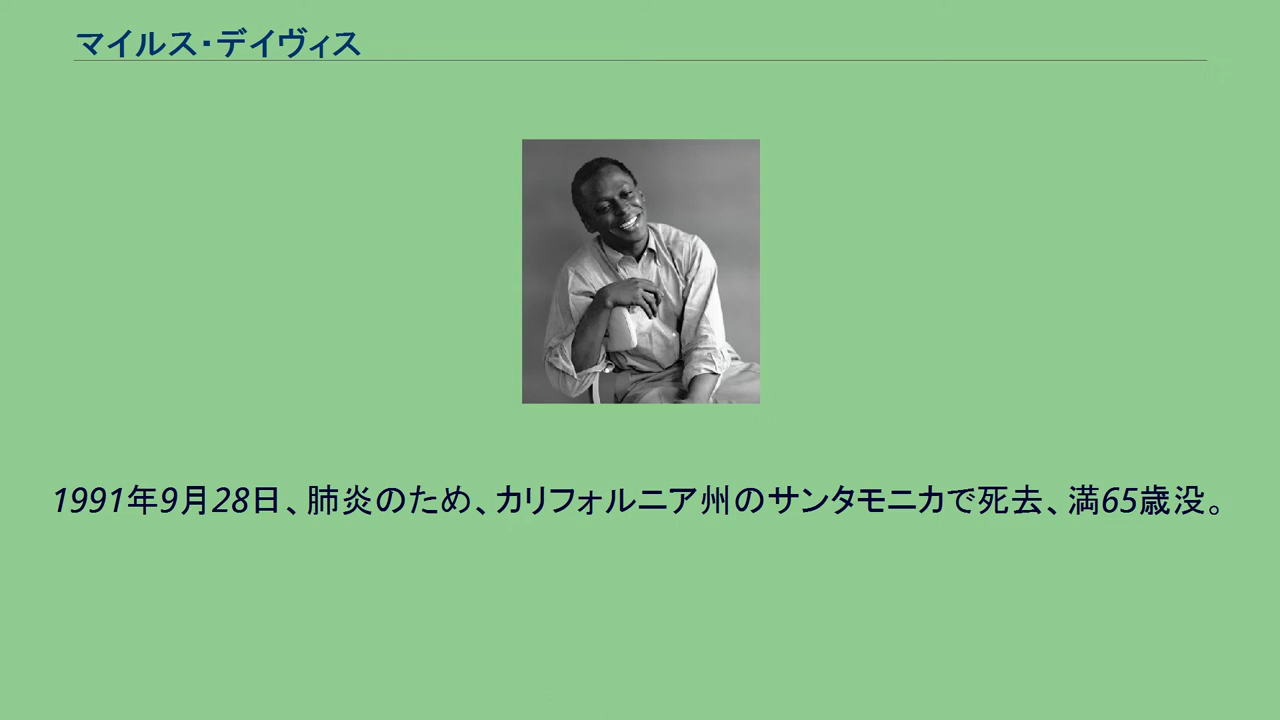 マイルス・デイヴィス
1991年9月28日、肺炎のため、カリフォルニア州のサンタモニカで死去、満65歳没。